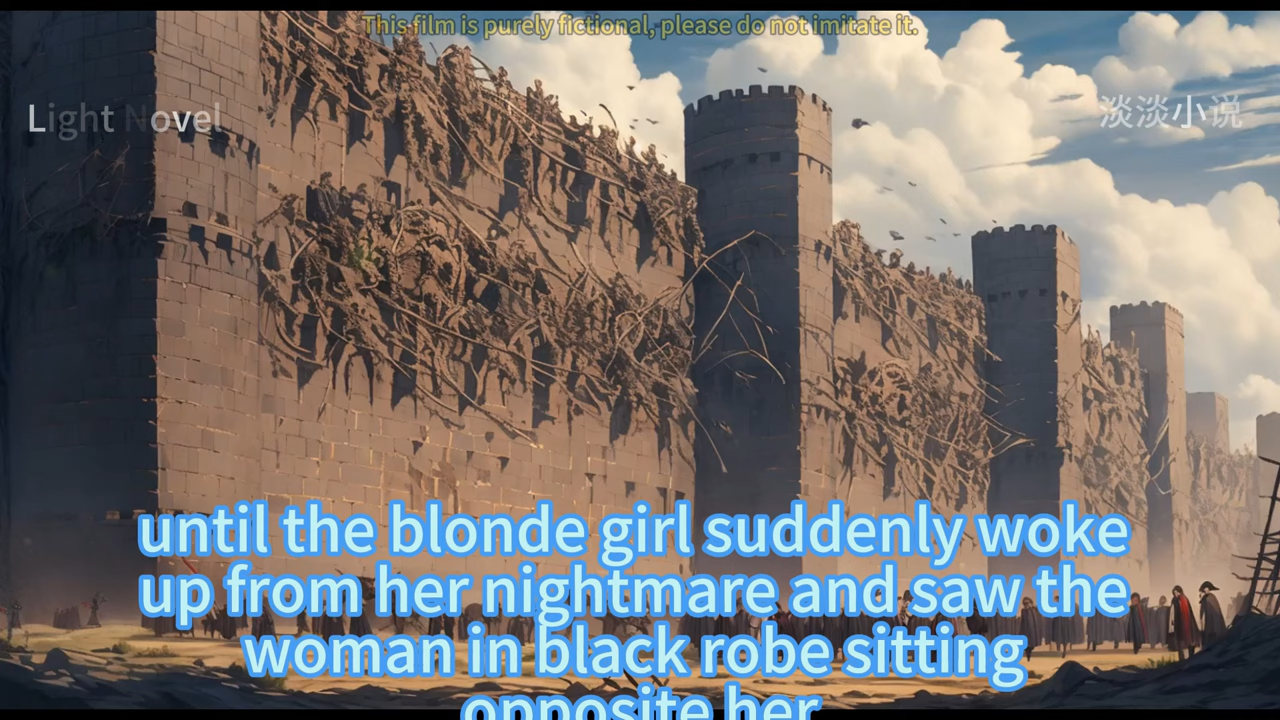 This film is purely fictional, please do not imitate it.
Light Novel
淡淡小说
until the blonde girl suddenly woke
up from her nightmare and saw the
woman in black robe sitting
opposite her